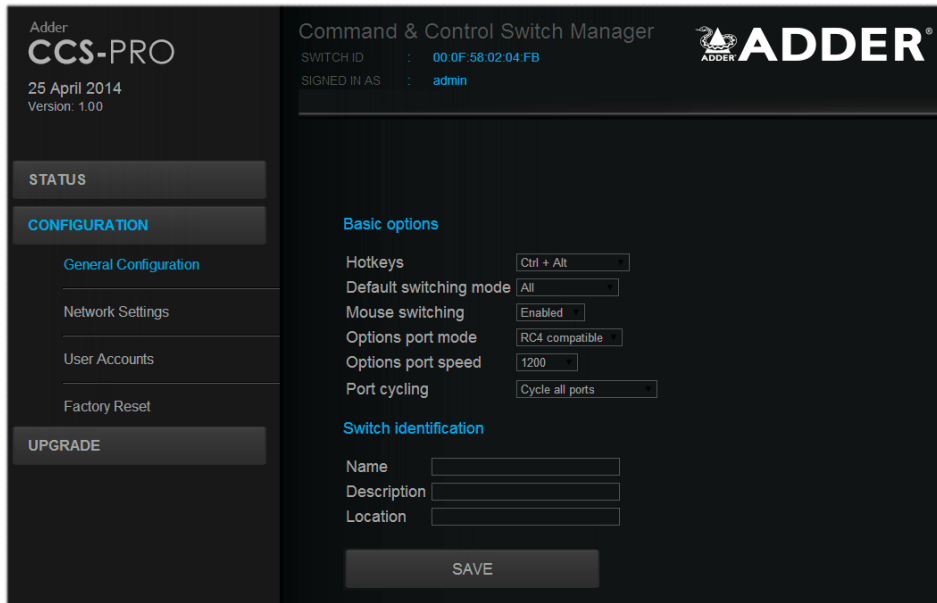 Adder
CCS-PRO
25 April 2014
Version: 1.00
STATUS
CONFIGURATION
General Configuration
Network Settings
User Accounts
Factory Reset
UPGRADE
Command & Control Switch Manager
SWITCH ID : 00:0F:58:02:04:FB
SIGNED IN AS : admin
ADDER
ADDER®
Basic options
Hotkeys Ctrl + Alt
Default switching mode All
Mouse switching Enabled
Options port mode RC4 compatible
Options port speed 1200
Port cycling Cycle all ports
Switch identification
Name
Description
Location
SAVE